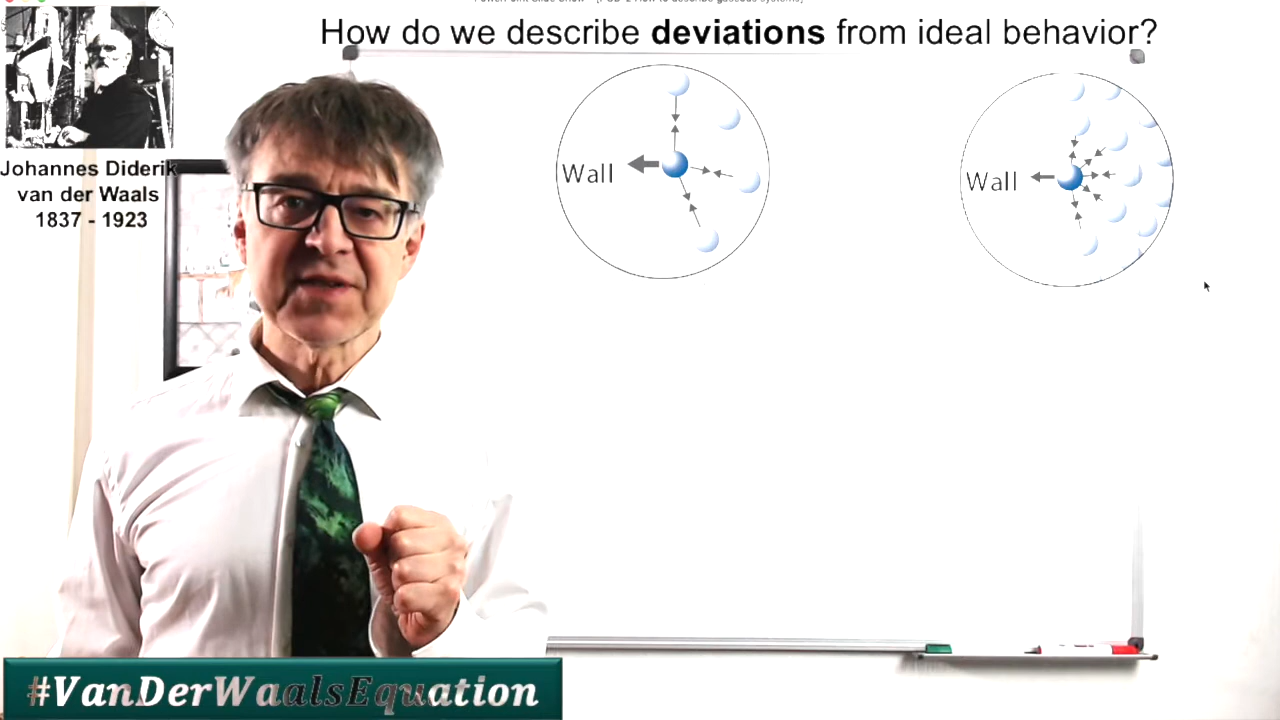 How do we describe deviations from ideal behavior?
Johannes Diderik
van der Waals
1837 - 1923
Wall
Wall
#VanDerWaalsEquation